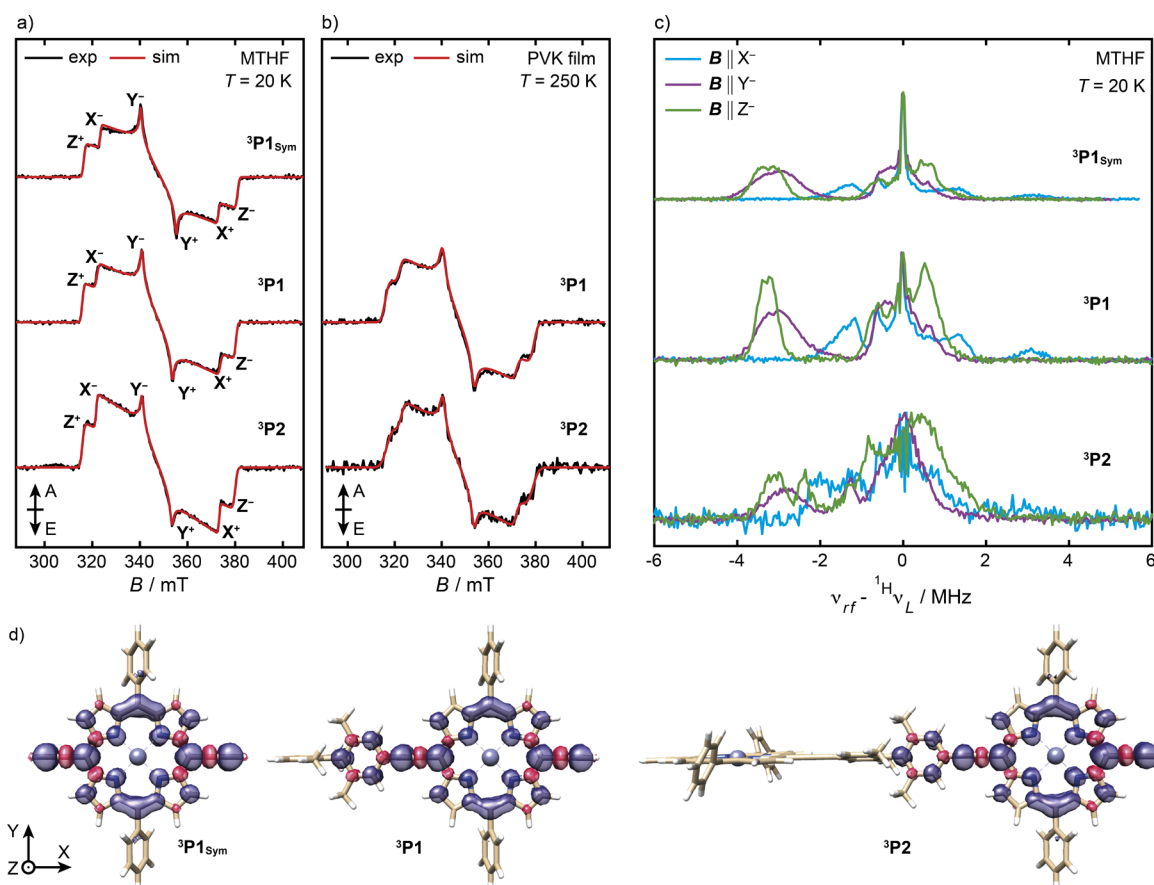 a)
exp sim MTHF
T = 20 K
Y⁻
X⁻
Z⁺
³P1Sym
Z⁻
X⁺
Y⁺
Y⁻
X⁻
Z⁺
³P1
Z⁻
X⁺
Y⁺
X⁻ Y⁻
Z⁺
³P2
A
E
Z⁻
Y⁺ X⁺
300 320 340 360 380 400
B / mT
b)
exp sim PVK film
T = 250 K
³P1
³P2
A
E
300 320 340 360 380 400
B / mT
c)
B || X⁻ MTHF
B || Y⁻ T = 20 K
B || Z⁻
³P1Sym
³P1
³P2
-6 -4 -2 0 2 4 6
νrf - ¹HνL / MHz
d)
Y
Z X
³P1Sym
³P1
³P2